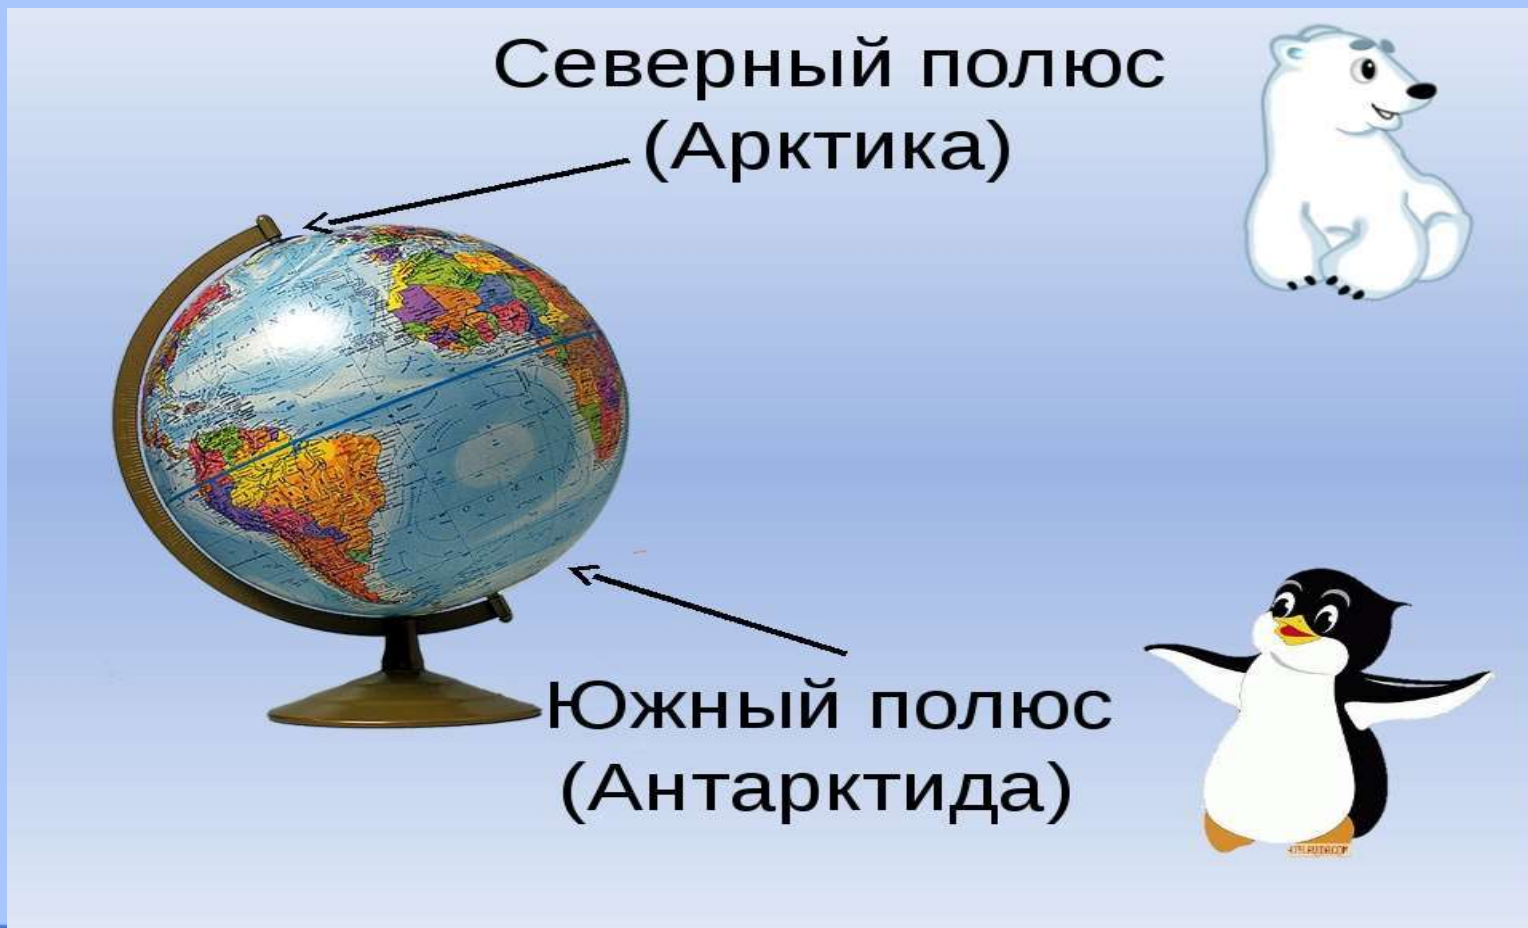 Северный полюс
(Арктика)
Южный полюс
(Антарктида)